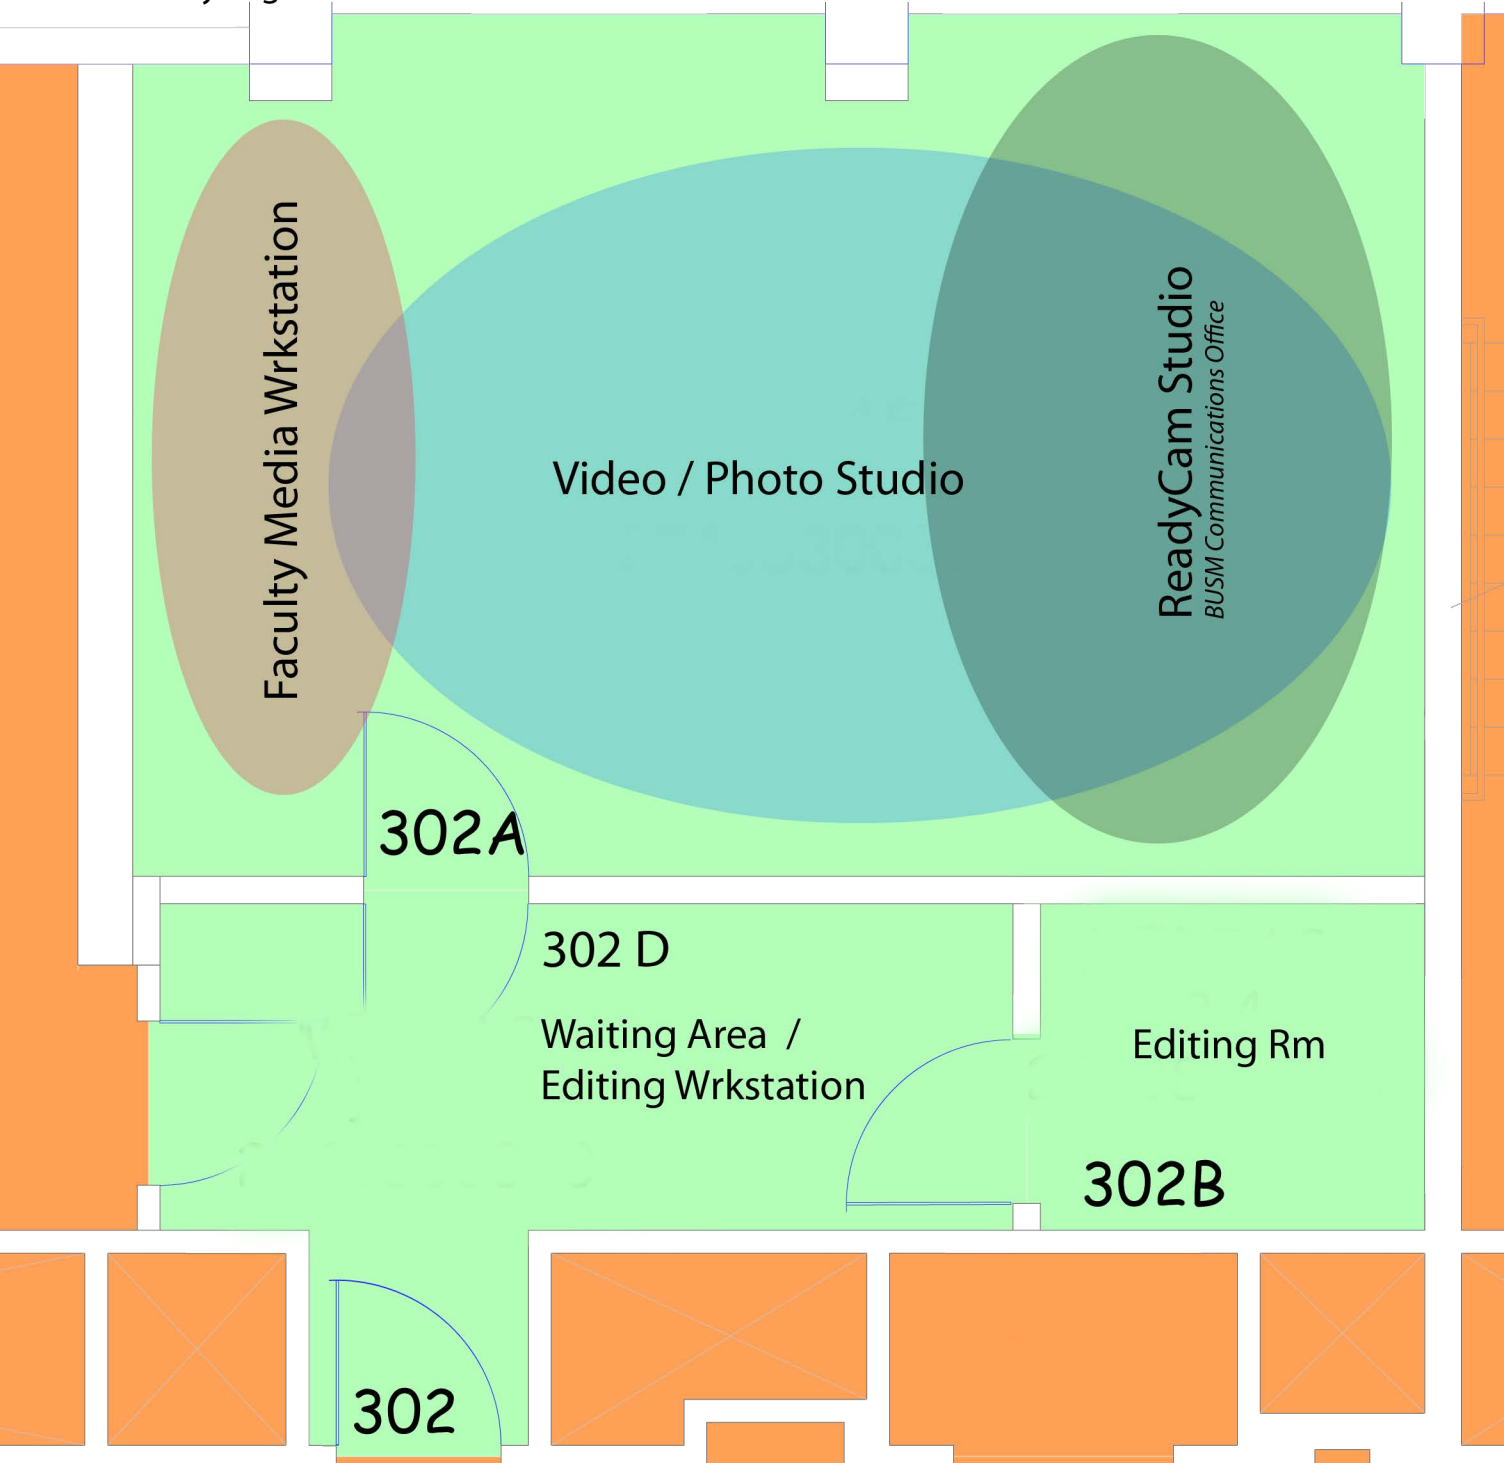 Faculty Media Wrkstation
Video / Photo Studio
ReadyCam Studio
BUSM Communications Office
302A
302 D
Waiting Area /
Editing Wrkstation
Editing Rm
302B
302